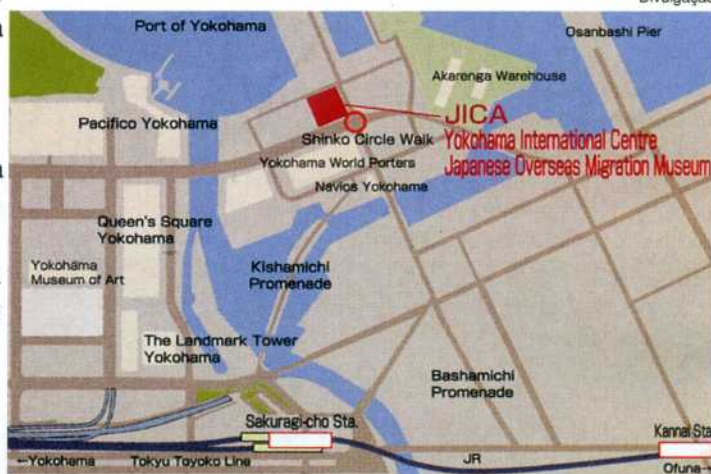 Divulgação
Port of Yokohama
Osanbashi Pier
Akarenga Warehouse
Pacifico Yokohama
JICA
Shinko Circle Walk
Yokohama International Centre
Yokohama World Porters
Japanese Overseas Migration Museum
Navios Yokohama
Queen's Square
Yokohama
Yokohama
Museum of Art
Kishamichi
Promenade
The Landmark Tower
Yokohama
Bashamichi
Promenade
Sakuragi-cho Sta.
Kannai Sta
←Yokohama
Tokyu Toyoko Line
JR
Ofuna→